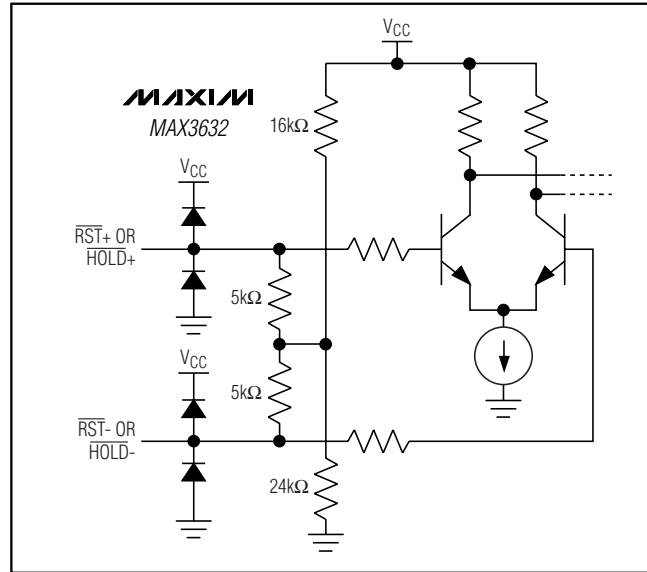 VCC
MAXIM
MAX3632
16kΩ
VCC
RST+ OR
HOLD+
5kΩ
VCC
5kΩ
RST- OR
HOLD-
24kΩ